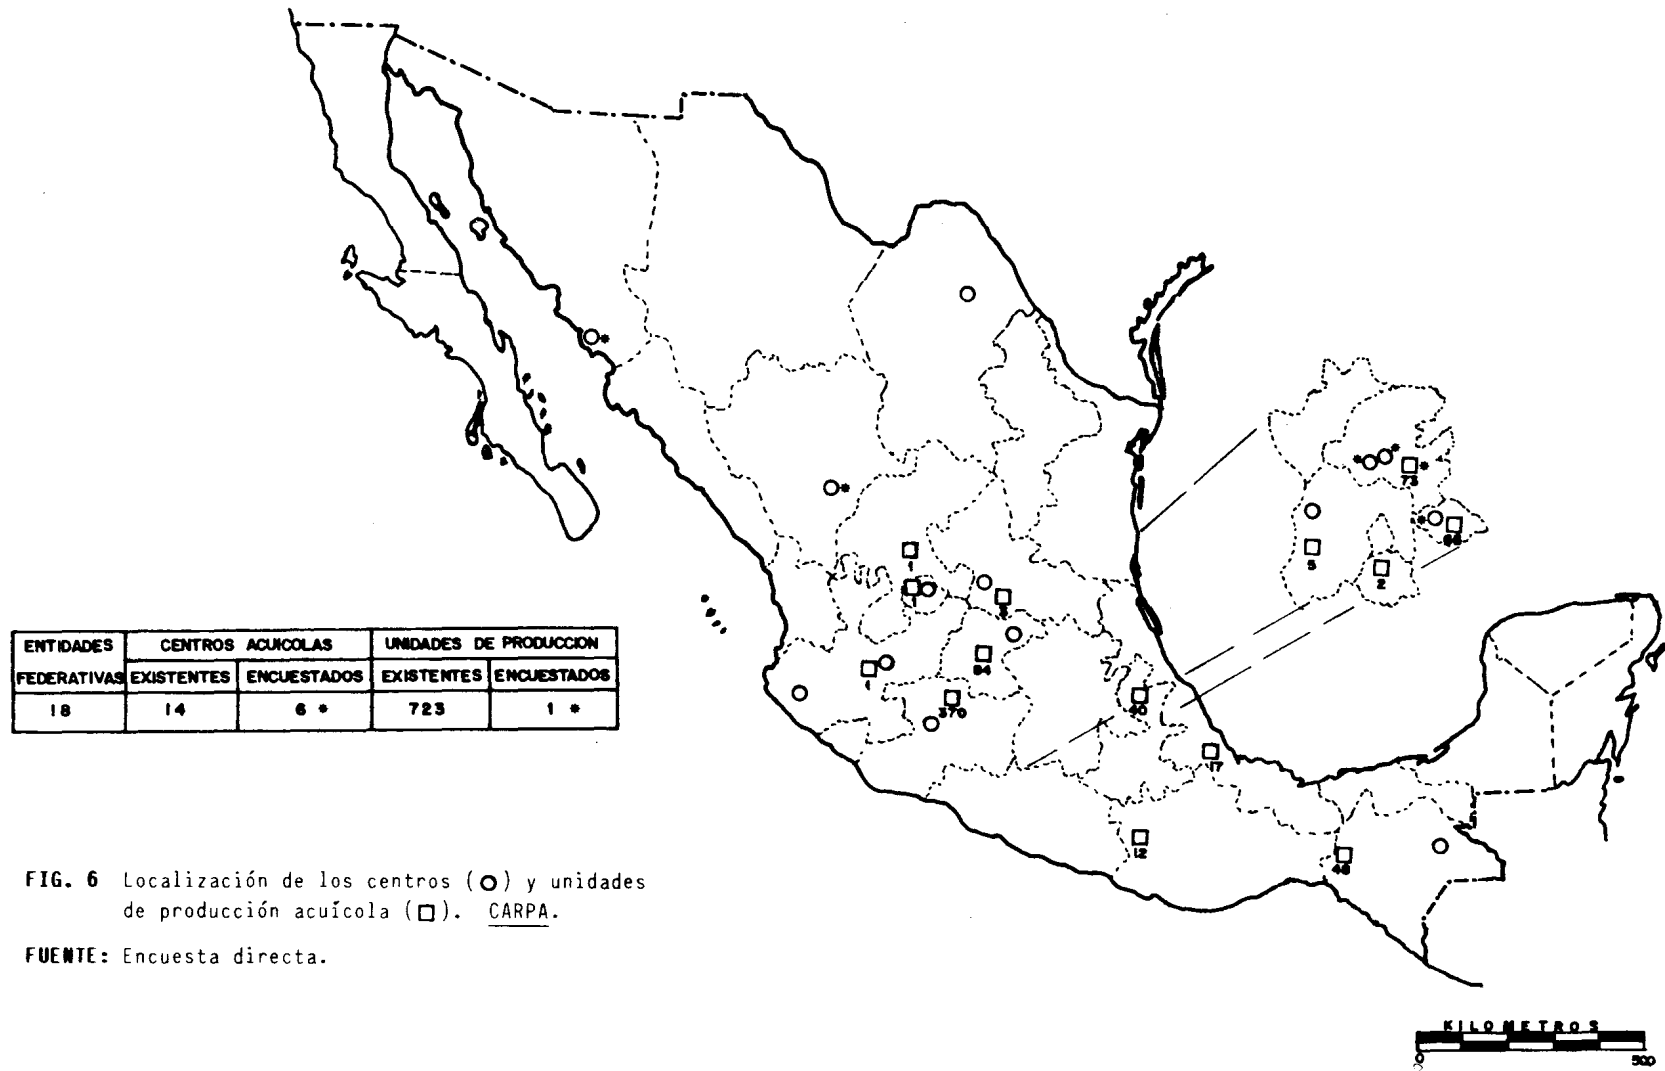 ENTIDADES FEDERATIVAS
CENTROS ACUICOLAS
UNIDADES DE PRODUCCION
EXISTENTES ENCUESTADOS EXISTENTES ENCUESTADOS
18 14 6 * 723 1 *
FIG. 6 Localización de los centros (O) y unidades
de producción acuícola (□). CARPA.
FUENTE: Encuesta directa.
*
*
1
1
1
370
40
17
12
* *
73 *
*
5
2
KILOMETROS
0 500